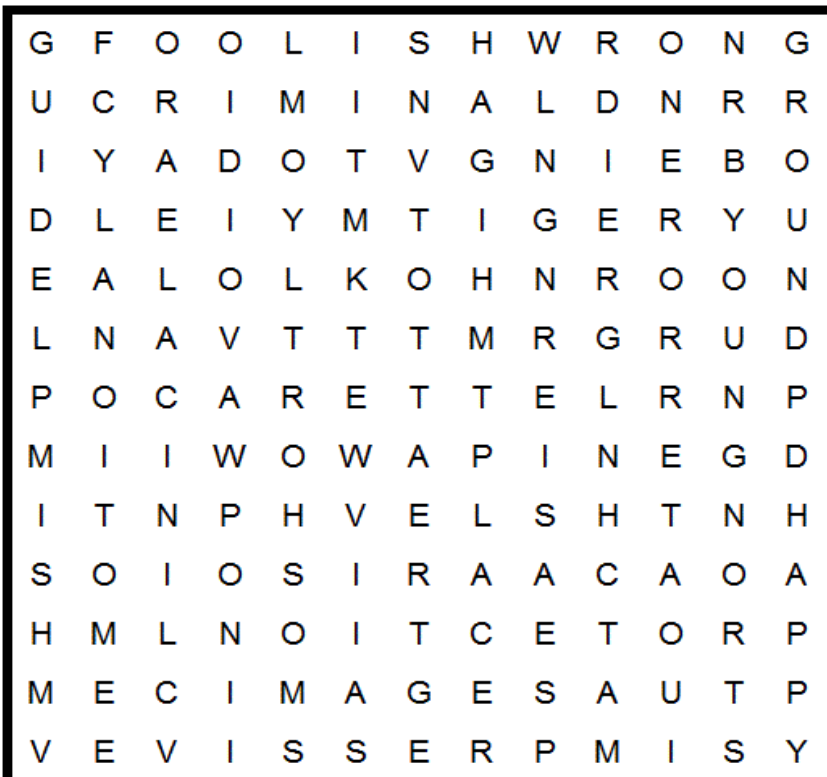 G F O O L I S H W R O N G
U C R I M I N A L D N R R
I Y A D O T V G N I E B O
D L E I Y M T I G E R Y U
E A L O L K O H N R O O N
L N A V T T T M R G R U D
P O C A R E T T E L R N P
M I I W O W A P I N E G D
I T N P H V E L S H T N H
S O I O S I R A A C A O A
H M L N O I T C E T O R P
M E C I M A G E S A U T P
V E V I S S E R P M I S Y